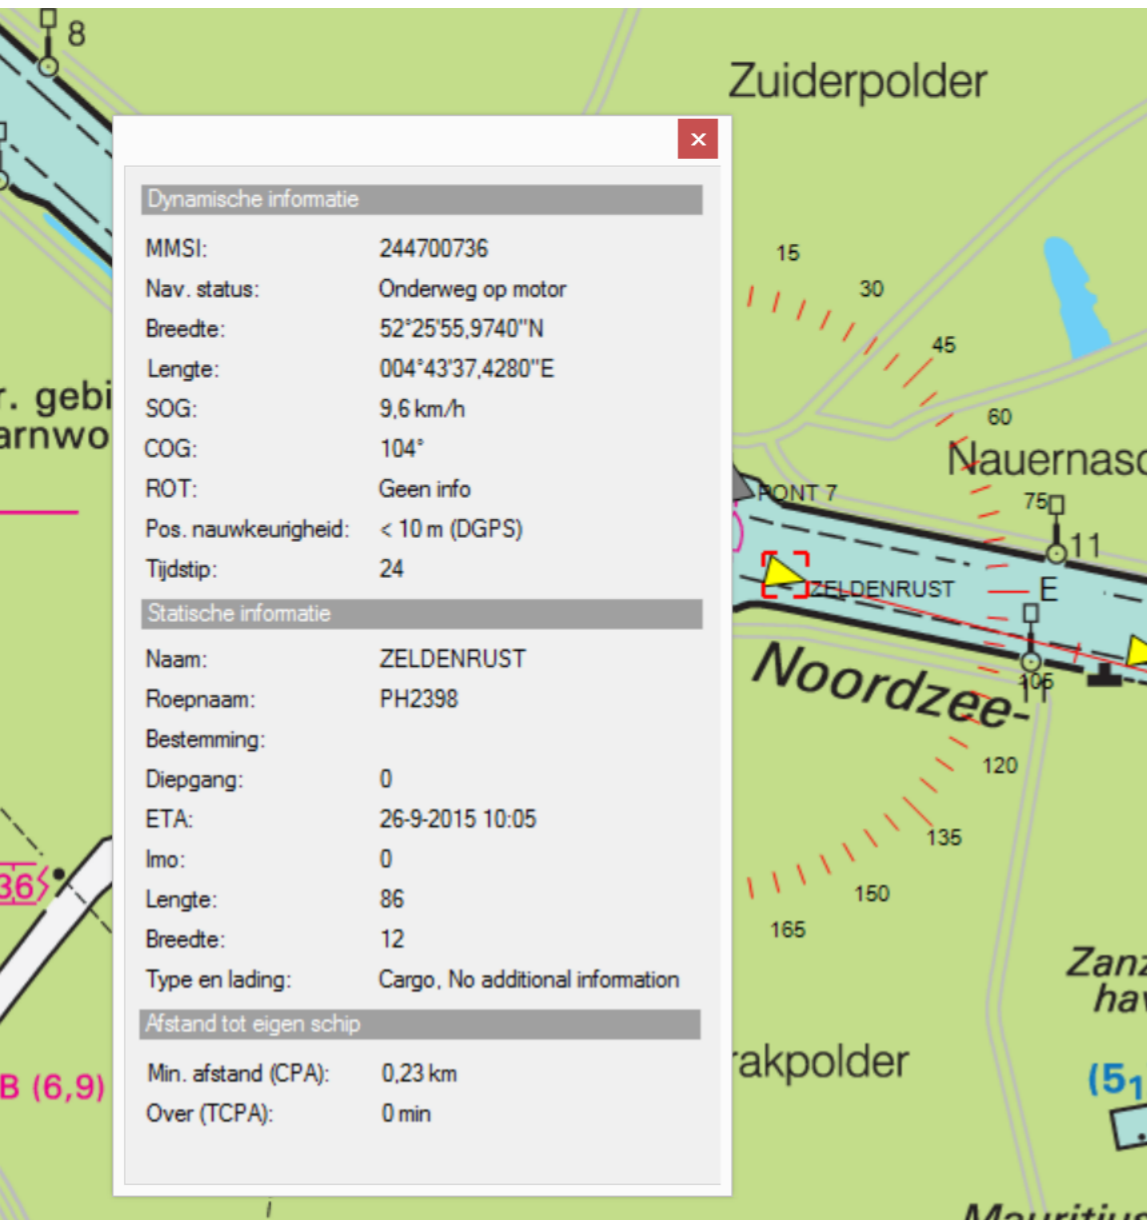 8
Zuiderpolder
Dynamische informatie
MMSI: 244700736
Nav. status: Onderweg op motor
Breedte: 52°25'55,9740"N
Lengte: 004°43'37,4280"E
SOG: 9,6 km/h
COG: 104°
ROT: Geen info
Pos. nauwkeurigheid: < 10 m (DGPS)
Tijdstip: 24
Statische informatie
Naam: ZELDENRUST
Roepnaam: PH2398
Bestemming:
Diepgang: 0
ETA: 26-9-2015 10:05
Imo: 0
Lengte: 86
Breedte: 12
Type en lading: Cargo, No additional information
Afstand tot eigen schip
Min. afstand (CPA): 0,23 km
Over (TCPA): 0 min
r. gebi
arnwo
36
B (6,9)
15
30
45
60
Nauernasc
75
PONT 7
11
ZELDENRUST
E
Noordzee-
105
11
120
135
150
165
Zanz
hav
rakpolder
(51
Mauritius